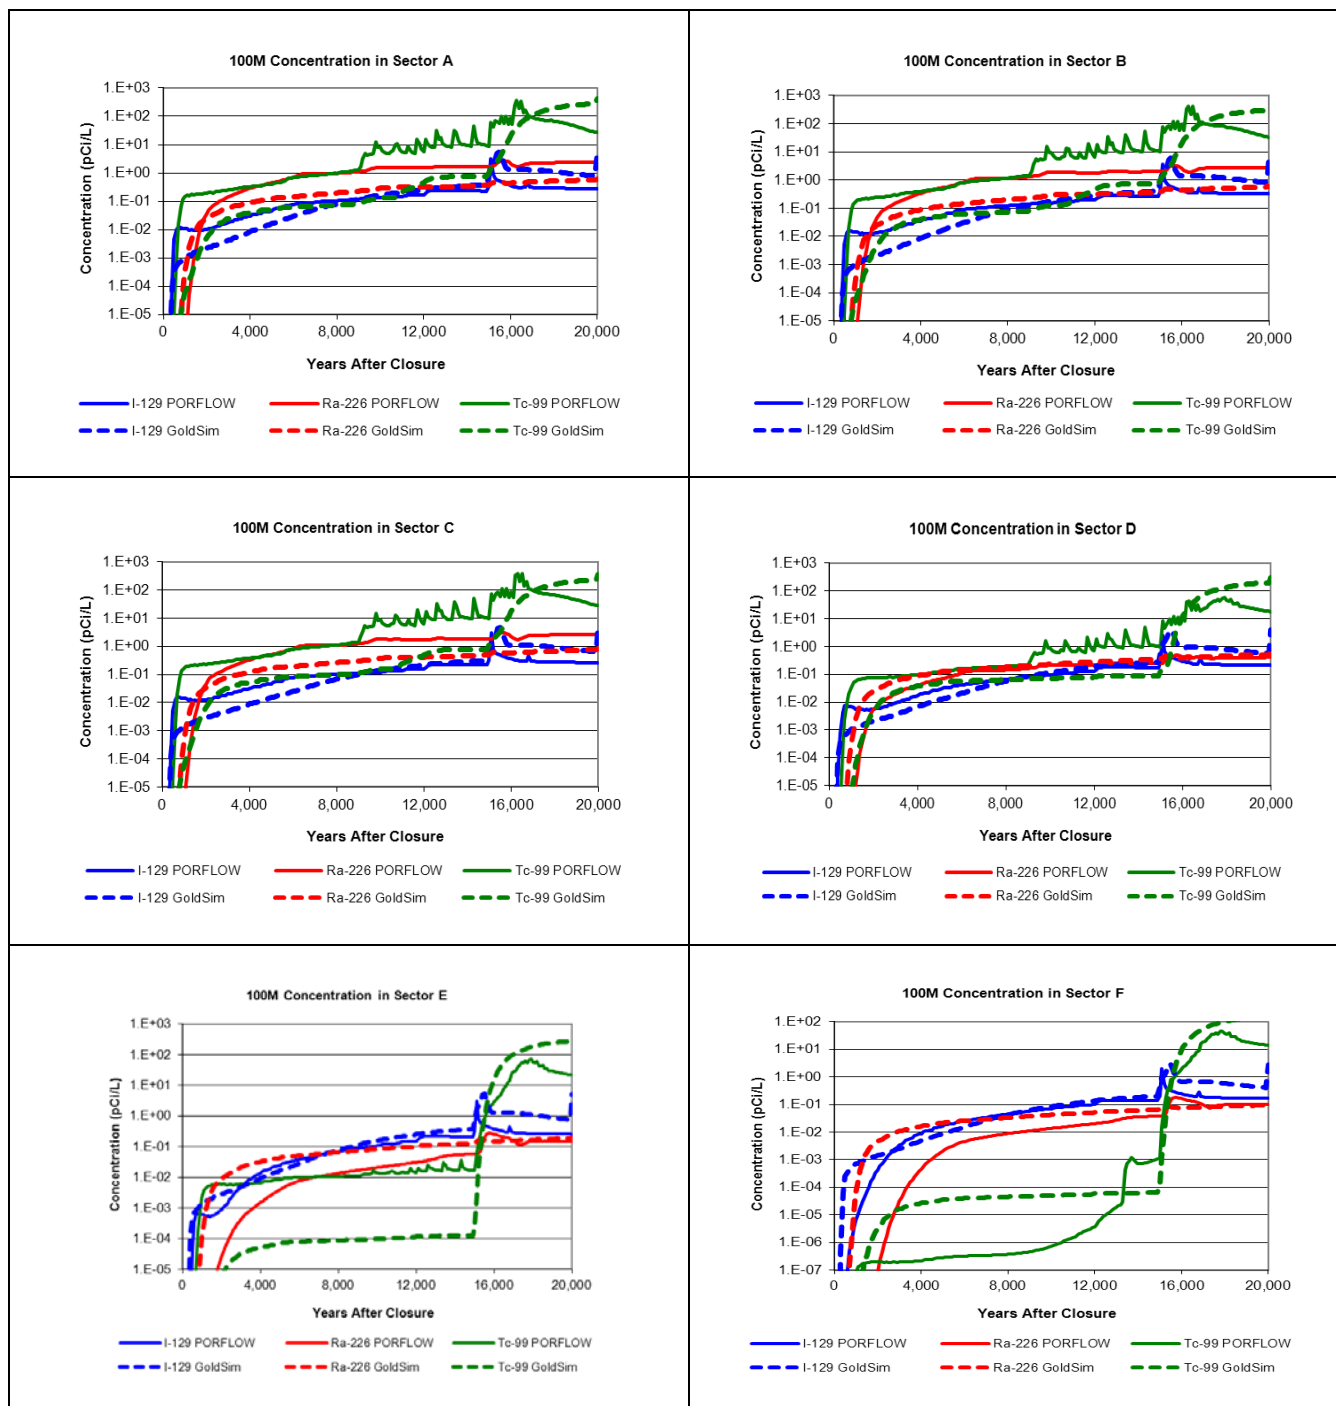 100M Concentration in Sector A
Concentration (pCi/L)
1.E+03
1.E+02
1.E+01
1.E+00
1.E-01
1.E-02
1.E-03
1.E-04
1.E-05
0 4,000 8,000 12,000 16,000 20,000
Years After Closure
I-129 PORFLOW Ra-226 PORFLOW Tc-99 PORFLOW
I-129 GoldSim Ra-226 GoldSim Tc-99 GoldSim
100M Concentration in Sector B
Concentration (pCi/L)
1.E+03
1.E+02
1.E+01
1.E+00
1.E-01
1.E-02
1.E-03
1.E-04
1.E-05
0 4,000 8,000 12,000 16,000 20,000
Years After Closure
I-129 PORFLOW Ra-226 PORFLOW Tc-99 PORFLOW
I-129 GoldSim Ra-226 GoldSim Tc-99 GoldSim
100M Concentration in Sector C
Concentration (pCi/L)
1.E+03
1.E+02
1.E+01
1.E+00
1.E-01
1.E-02
1.E-03
1.E-04
1.E-05
0 4,000 8,000 12,000 16,000 20,000
Years After Closure
I-129 PORFLOW Ra-226 PORFLOW Tc-99 PORFLOW
I-129 GoldSim Ra-226 GoldSim Tc-99 GoldSim
100M Concentration in Sector D
Concentration (pCi/L)
1.E+03
1.E+02
1.E+01
1.E+00
1.E-01
1.E-02
1.E-03
1.E-04
1.E-05
0 4,000 8,000 12,000 16,000 20,000
Years After Closure
I-129 PORFLOW Ra-226 PORFLOW Tc-99 PORFLOW
I-129 GoldSim Ra-226 GoldSim Tc-99 GoldSim
100M Concentration in Sector E
Concentration (pCi/L)
1.E+03
1.E+02
1.E+01
1.E+00
1.E-01
1.E-02
1.E-03
1.E-04
1.E-05
0 4,000 8,000 12,000 16,000 20,000
Years After Closure
I-129 PORFLOW Ra-226 PORFLOW Tc-99 PORFLOW
I-129 GoldSim Ra-226 GoldSim Tc-99 GoldSim
100M Concentration in Sector F
Concentration (pCi/L)
1.E+02
1.E+01
1.E+00
1.E-01
1.E-02
1.E-03
1.E-04
1.E-05
1.E-06
1.E-07
0 4,000 8,000 12,000 16,000 20,000
Years After Closure
I-129 PORFLOW Ra-226 PORFLOW Tc-99 PORFLOW
I-129 GoldSim Ra-226 GoldSim Tc-99 GoldSim